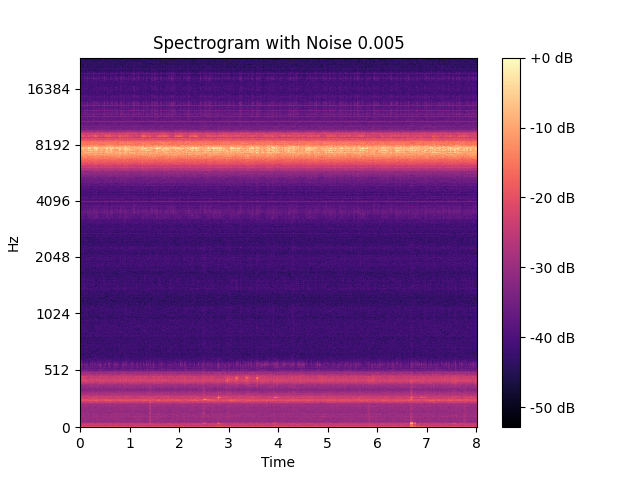 Spectrogram with Noise 0.005
Hz
16384
8192
4096
2048
1024
512
0
0 1 2 3 4 5 6 7 8
Time
+0 dB
-10 dB
-20 dB
-30 dB
-40 dB
-50 dB